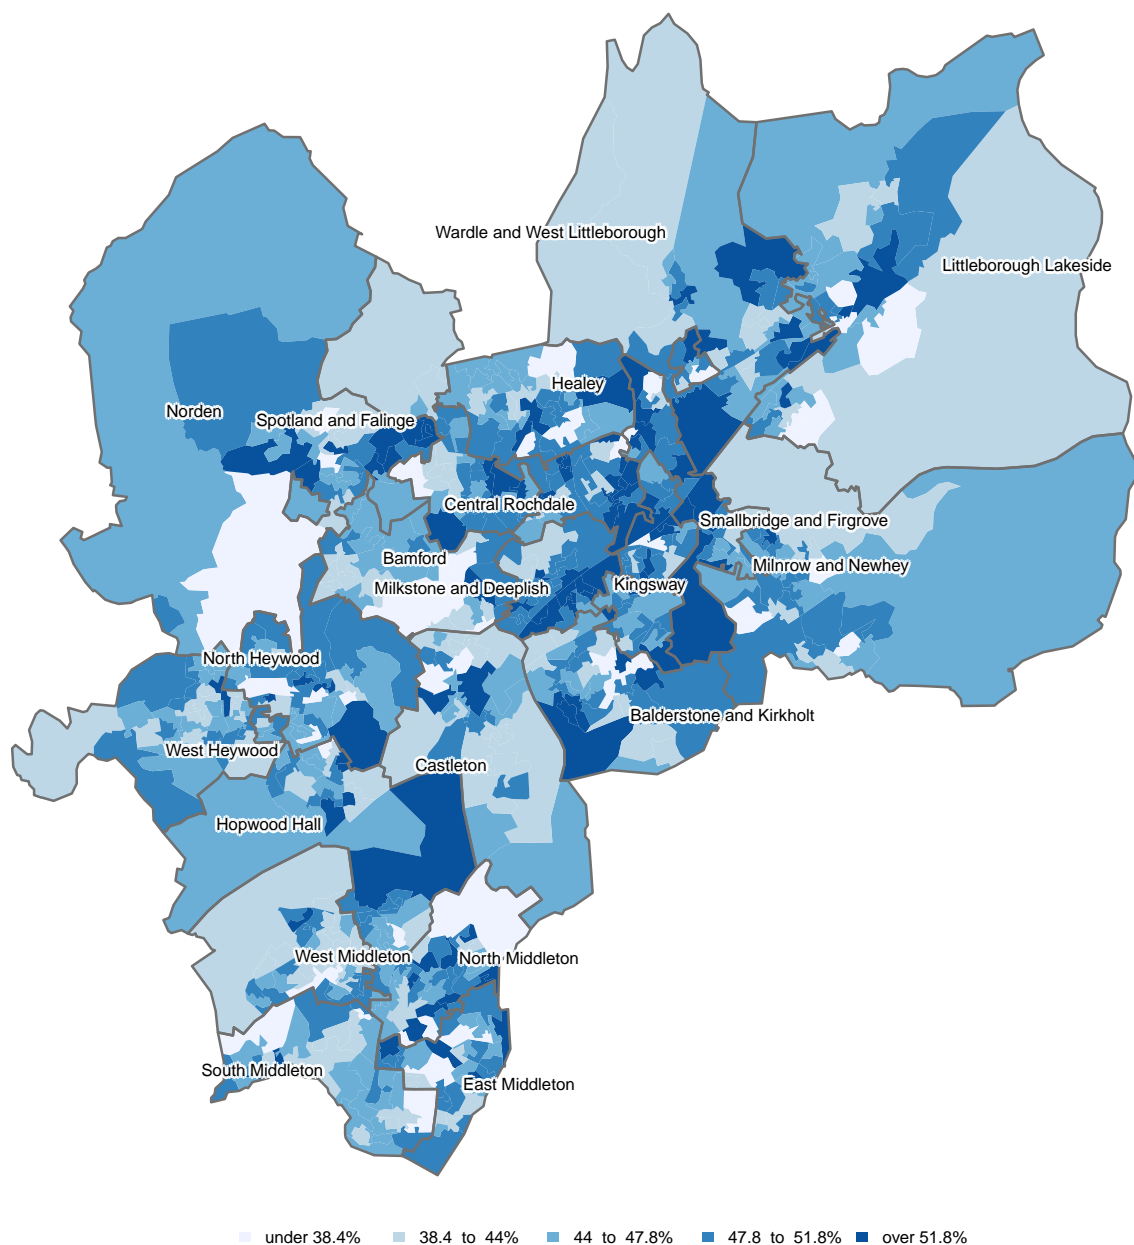 Wardle and West Littleborough
Littleborough Lakeside
Healey
Norden
Spotland and Falinge
Central Rochdale
Smallbridge and Firgrove
Bamford
Milnrow and Newhey
Milkstone and Deeplish
Kingsway
North Heywood
Balderstone and Kirkholt
West Heywood
Castleton
Hopwood Hall
West Middleton
North Middleton
South Middleton
East Middleton
under 38.4% 38.4 to 44% 44 to 47.8% 47.8 to 51.8% over 51.8%